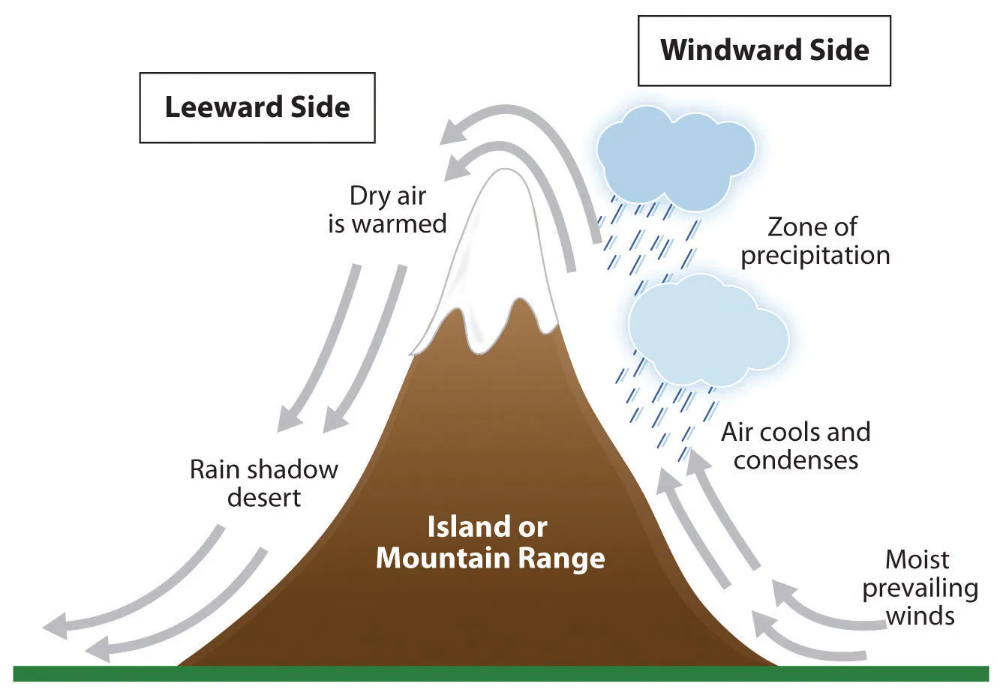 Windward Side
Leeward Side
Dry air
is warmed
Zone of
precipitation
Air cools and
condenses
Rain shadow
desert
Island or
Mountain Range
Moist
prevailing
winds